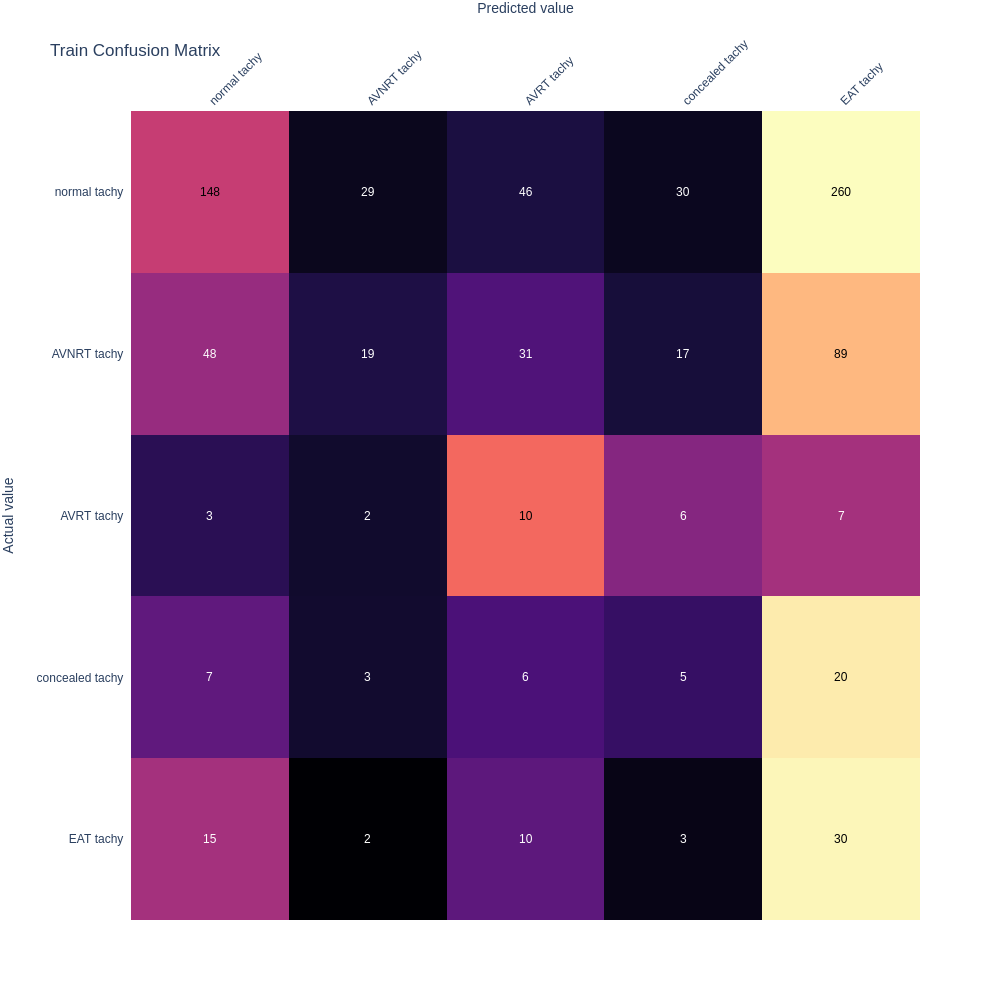 Predicted value
Train Confusion Matrix
normal tachy
AVNRT tachy
AVRT tachy
concealed tachy
EAT tachy
normal tachy 148 29 46 30 260
AVNRT tachy 48 19 31 17 89
AVRT tachy 3 2 10 6 7
concealed tachy 7 3 6 5 20
EAT tachy 15 2 10 3 30
Actual value